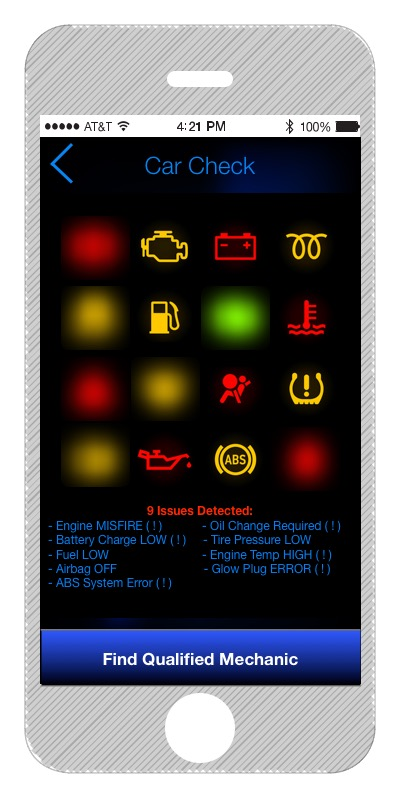 AT&T 4:21 PM 100%
Car Check
ABS
9 Issues Detected:
- Engine MISFIRE ( ! ) - Oil Change Required ( ! )
- Battery Charge LOW ( ! ) - Tire Pressure LOW
- Fuel LOW - Engine Temp HIGH ( ! )
- Airbag OFF - Glow Plug ERROR ( ! )
- ABS System Error ( ! )
Find Qualified Mechanic